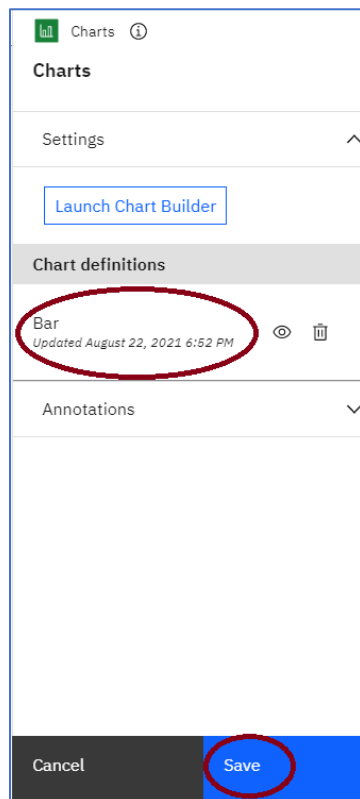 Charts
Charts
Settings
Launch Chart Builder
Chart definitions
Bar
Updated August 22, 2021 6:52 PM
Annotations
Cancel Save